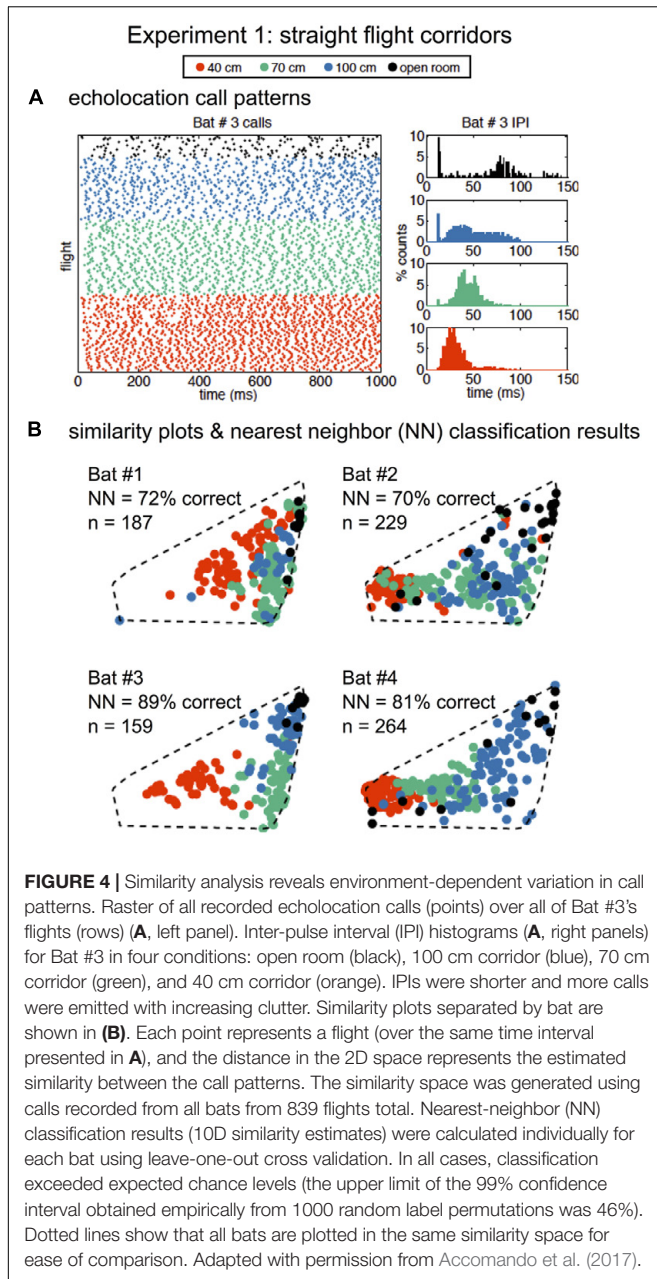 Experiment 1: straight flight corridors
40 cm 70 cm 100 cm open room
A echolocation call patterns
Bat # 3 calls
flight
0 200 400 600 800 1000
time (ms)
Bat # 3 IPI
% counts
10
5
0
0 50 100 150
10
5
0
0 50 100 150
10
5
0
0 50 100 150
10
5
0
0 50 100 150
time (ms)
B similarity plots & nearest neighbor (NN) classification results
Bat #1
NN = 72% correct
n = 187
Bat #2
NN = 70% correct
n = 229
Bat #3
NN = 89% correct
n = 159
Bat #4
NN = 81% correct
n = 264
FIGURE 4 | Similarity analysis reveals environment-dependent variation in call
patterns. Raster of all recorded echolocation calls (points) over all of Bat #3's
flights (rows) (A, left panel). Inter-pulse interval (IPI) histograms (A, right panels)
for Bat #3 in four conditions: open room (black), 100 cm corridor (blue), 70 cm
corridor (green), and 40 cm corridor (orange). IPIs were shorter and more calls
were emitted with increasing clutter. Similarity plots separated by bat are
shown in (B). Each point represents a flight (over the same time interval
presented in A), and the distance in the 2D space represents the estimated
similarity between the call patterns. The similarity space was generated using
calls recorded from all bats from 839 flights total. Nearest-neighbor (NN)
classification results (10D similarity estimates) were calculated individually for
each bat using leave-one-out cross validation. In all cases, classification
exceeded expected chance levels (the upper limit of the 99% confidence
interval obtained empirically from 1000 random label permutations was 46%).
Dotted lines show that all bats are plotted in the same similarity space for
ease of comparison. Adapted with permission from Accomando et al. (2017).